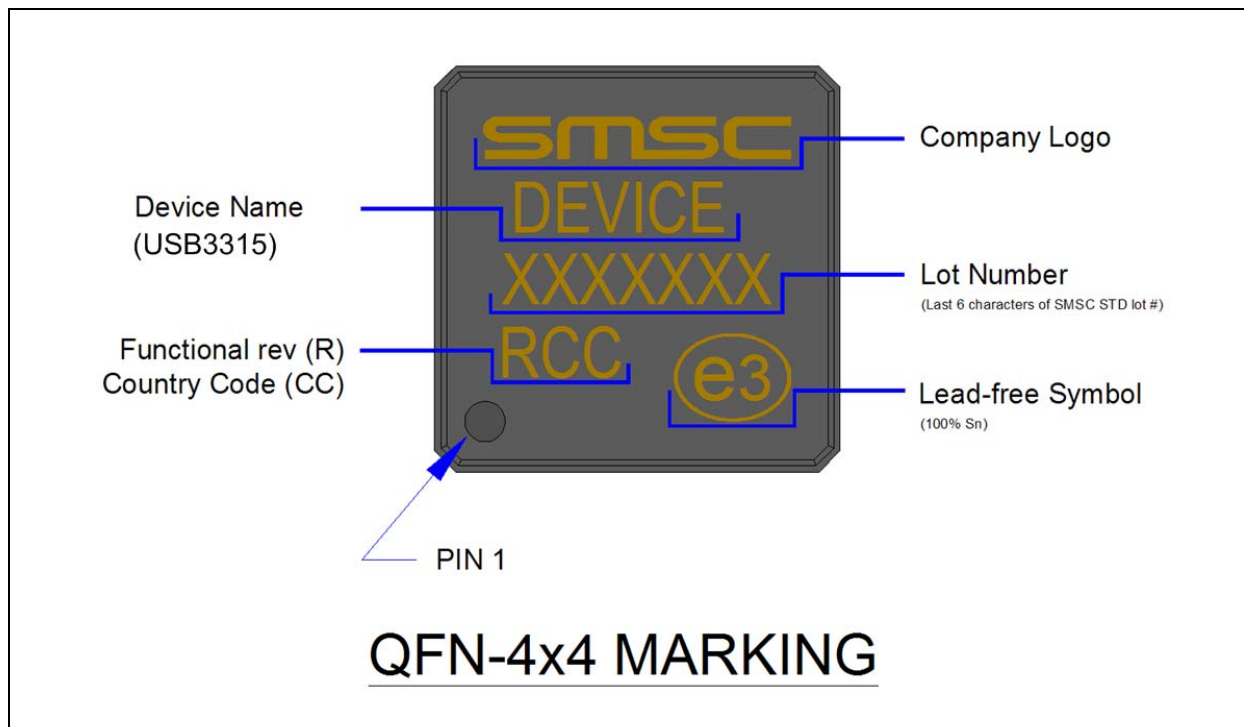 smsc
Company Logo
Device Name
(USB3315)
DEVICE
XXXXXXX
Lot Number
(Last 6 characters of SMSC STD lot #)
Functional rev (R)
Country Code (CC)
RCC
e3
Lead-free Symbol
(100% Sn)
PIN 1
QFN-4x4 MARKING